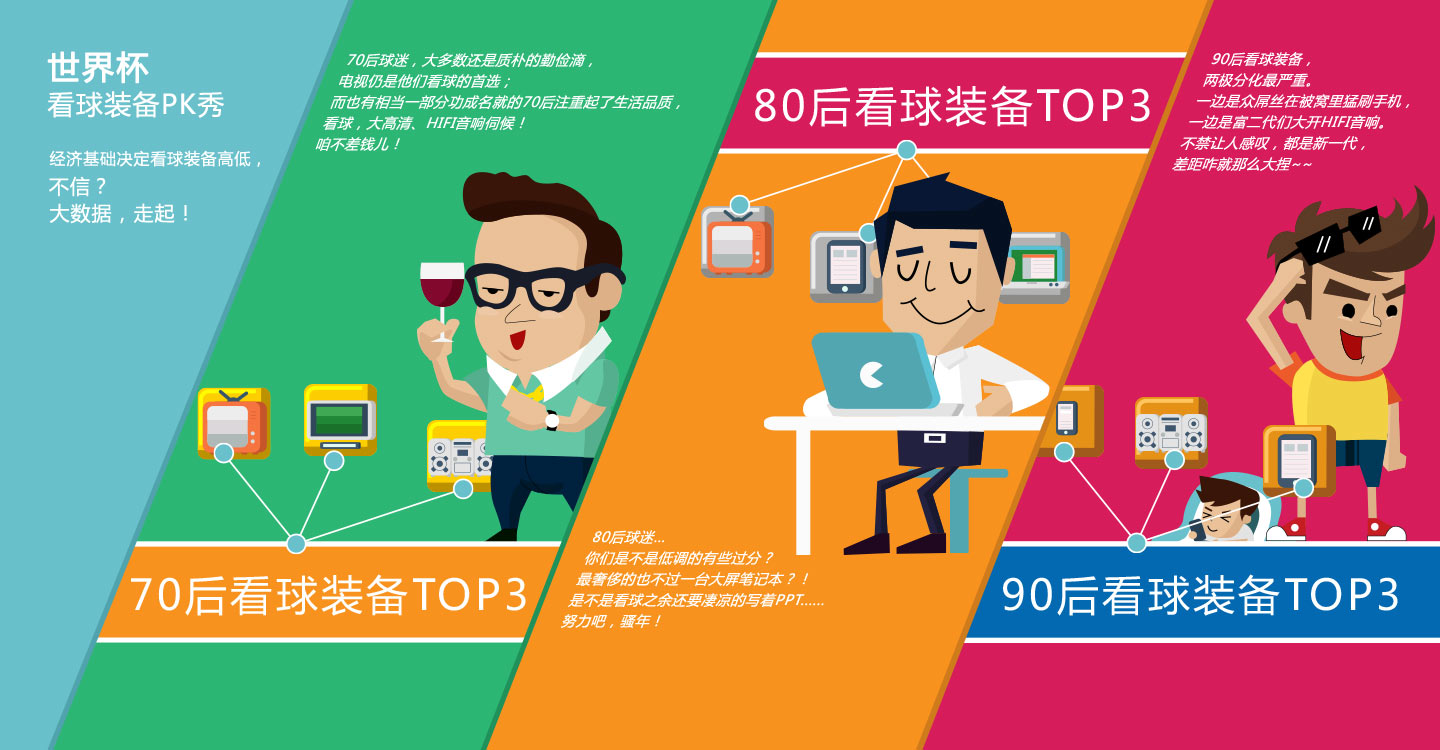 世界杯
看球装备PK秀
经济基础决定看球装备高低，
不信？
大数据，走起！
70后球迷，大多数还是质朴的勤俭滴，
电视仍是他们看球的首选；
而也有相当一部分功成名就的70后注重起了生活品质，
看球，大高清、HIFI音响伺候！
咱不差钱儿！
70后看球装备TOP3
80后看球装备TOP3
80后球迷...
你们是不是低调的有些过分？
最奢侈的也不过一台大屏笔记本？！
是不是看球之余还要凄凉的写着PPT......
努力吧，骚年！
90后看球装备，
两极分化最严重。
一边是众屌丝在被窝里猛刷手机，
一边是富二代们大开HIFI音响。
不禁让人感叹，都是新一代，
差距咋就那么大捏~~
90后看球装备TOP3